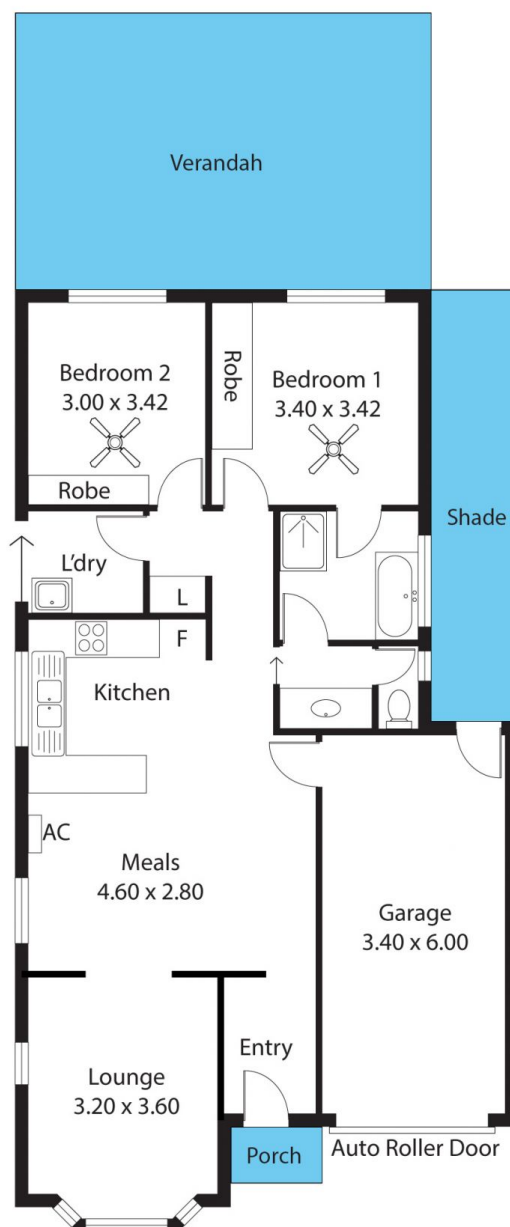 Verandah
Bedroom 2
3.00 x 3.42
Robe
Robe
Bedroom 1
3.40 x 3.42
Shade
L'dry
L
F
Kitchen
AC
Meals
4.60 x 2.80
Garage
3.40 x 6.00
Entry
Lounge
3.20 x 3.60
Porch
Auto Roller Door